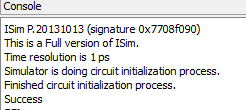 Console
ISim P.20131013 (signature 0x7708f090)
This is a Full version of ISim.
Time resolution is 1 ps
Simulator is doing circuit initialization process.
Finished circuit initialization process.
Success